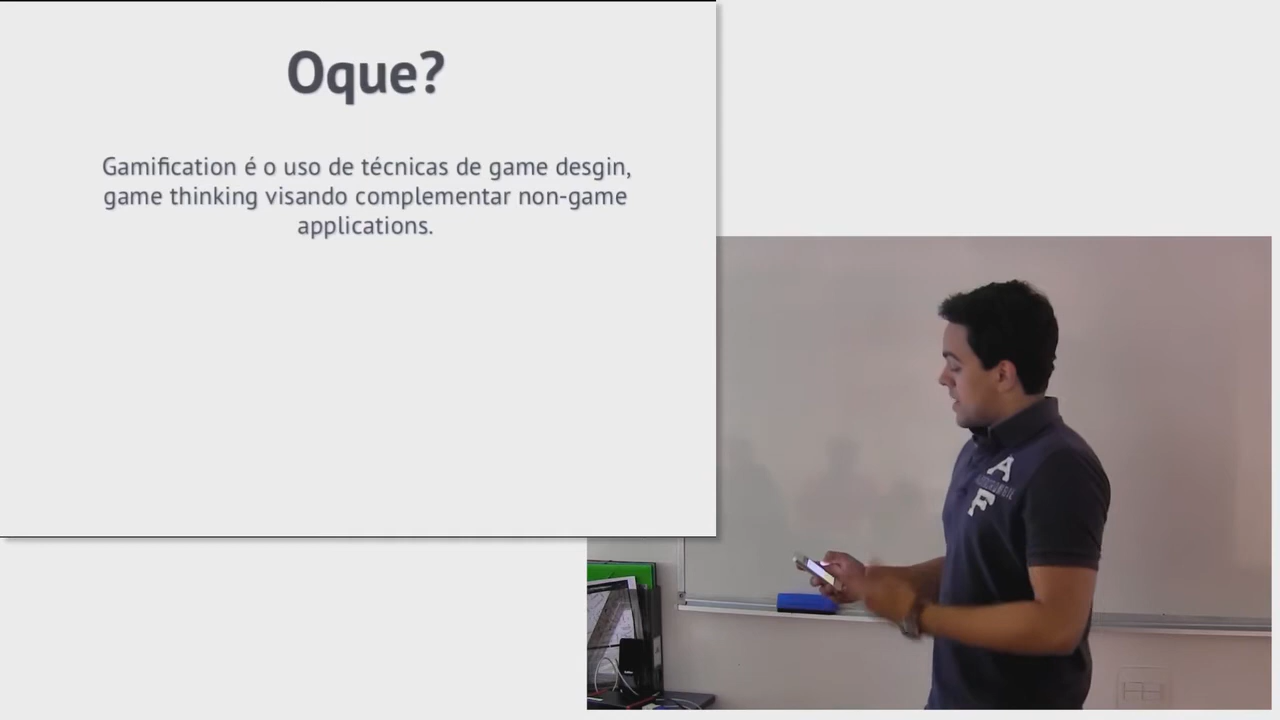 Oque?
Gamification é o uso de técnicas de game desgin,
game thinking visando complementar non-game
applications.
A
F